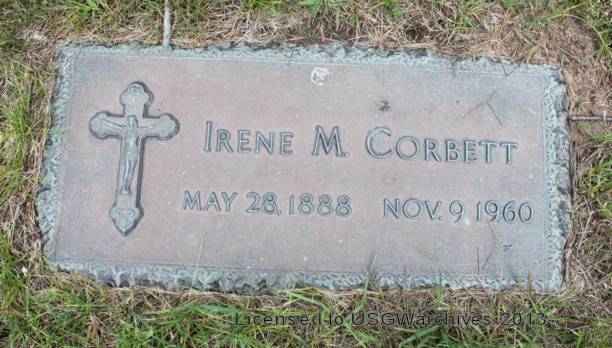 IRENE M. CORBETT
MAY 28, 1888 NOV. 9, 1960
Licensed to USGWarchives 2013